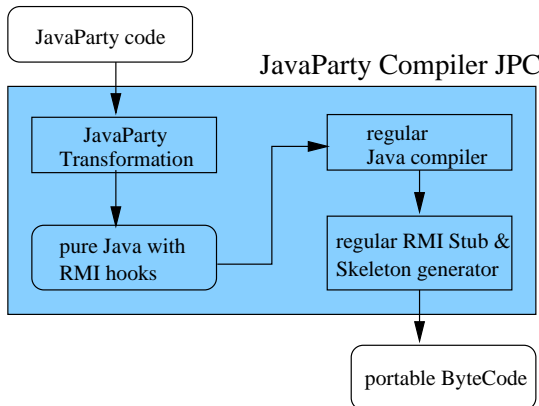 JavaParty code
JavaParty Compiler JPC
JavaParty
Transformation
regular
Java compiler
pure Java with
RMI hooks
regular RMI Stub &
Skeleton generator
portable ByteCode